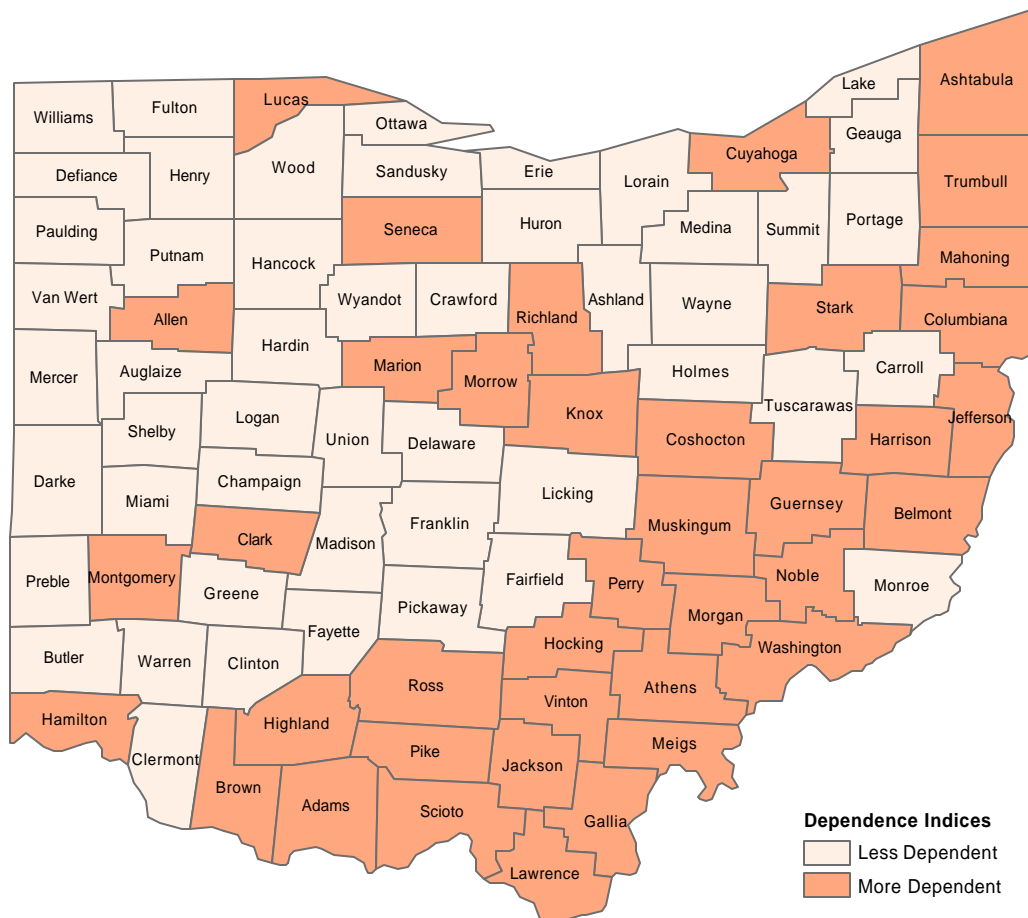 Ashtabula
Lake
Lucas
Fulton
Williams
Ottawa
Geauga
Cuyahoga
Wood
Sandusky
Erie
Defiance
Henry
Lorain
Trumbull
Portage
Huron
Medina
Summit
Seneca
Paulding
Putnam
Hancock
Mahoning
Van Wert
Wyandot
Crawford
Ashland
Wayne
Stark
Richland
Allen
Columbiana
Hardin
Marion
Carroll
Auglaize
Holmes
Mercer
Morrow
Tuscarawas
Knox
Logan
Jefferson
Shelby
Union
Delaware
Coshocton
Harrison
Darke
Champaign
Licking
Miami
Guernsey
Belmont
Franklin
Muskingum
Clark
Madison
Montgomery
Noble
Preble
Fairfield
Perry
Monroe
Greene
Pickaway
Morgan
Fayette
Hocking
Washington
Butler
Warren
Clinton
Ross
Athens
Vinton
Hamilton
Highland
Meigs
Pike
Clermont
Jackson
Brown
Adams
Scioto
Gallia
Lawrence
Dependence Indices
Less Dependent
More Dependent